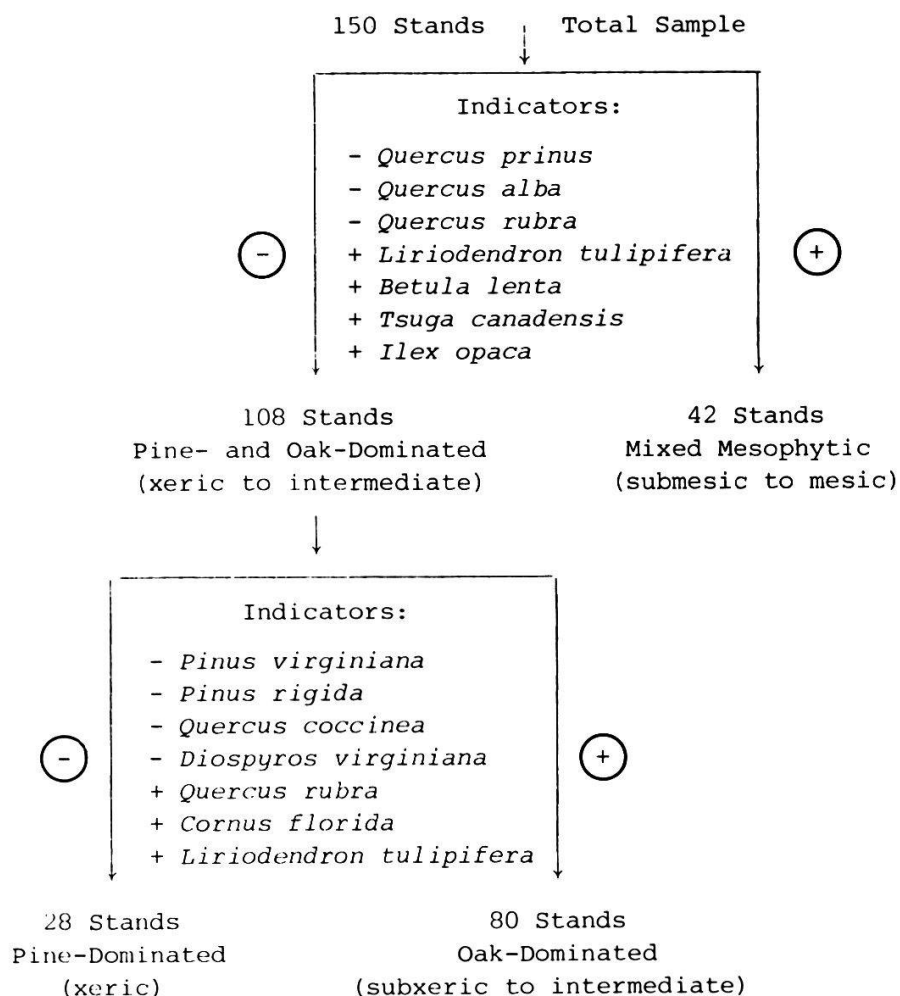 150 Stands Total Sample
Indicators:
- Quercus prinus
- Quercus alba
- Quercus rubra
+ Liriodendron tulipifera
+ Betula lenta
+ Tsuga canadensis
+ Ilex opaca
-
+
108 Stands
Pine- and Oak-Dominated
(xeric to intermediate)
42 Stands
Mixed Mesophytic
(submesic to mesic)
Indicators:
- Pinus virginiana
- Pinus rigida
- Quercus coccinea
- Diospyros virginiana
+ Quercus rubra
+ Cornus florida
+ Liriodendron tulipifera
-
+
28 Stands
Pine-Dominated
(xeric)
80 Stands
Oak-Dominated
(subxeric to intermediate)